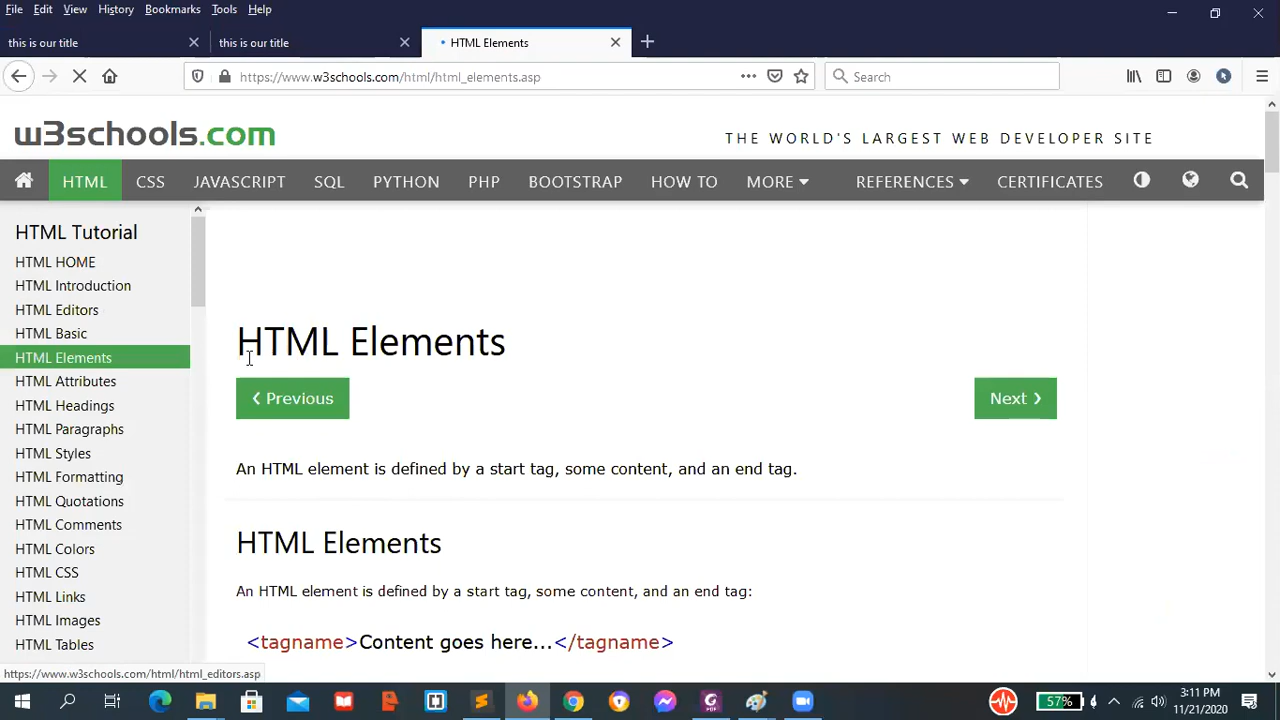 File Edit View History Bookmarks Tools Help
this is our title
this is our title
HTML Elements
https://www.w3schools.com/html/html_elements.asp
Search
w3schools.com
THE WORLD'S LARGEST WEB DEVELOPER SITE
HTML CSS JAVASCRIPT SQL PYTHON PHP BOOTSTRAP HOW TO MORE REFERENCES CERTIFICATES
HTML Tutorial
HTML HOME
HTML Introduction
HTML Editors
HTML Basic
HTML Elements
HTML Attributes
HTML Headings
HTML Paragraphs
HTML Styles
HTML Formatting
HTML Quotations
HTML Comments
HTML Colors
HTML CSS
HTML Links
HTML Images
HTML Tables
HTML Elements
❮ Previous
Next ❯
An HTML element is defined by a start tag, some content, and an end tag.
HTML Elements
An HTML element is defined by a start tag, some content, and an end tag:
<tagname>Content goes here...</tagname>
https://www.w3schools.com/html/html_editors.asp
57%
3:11 PM
11/21/2020